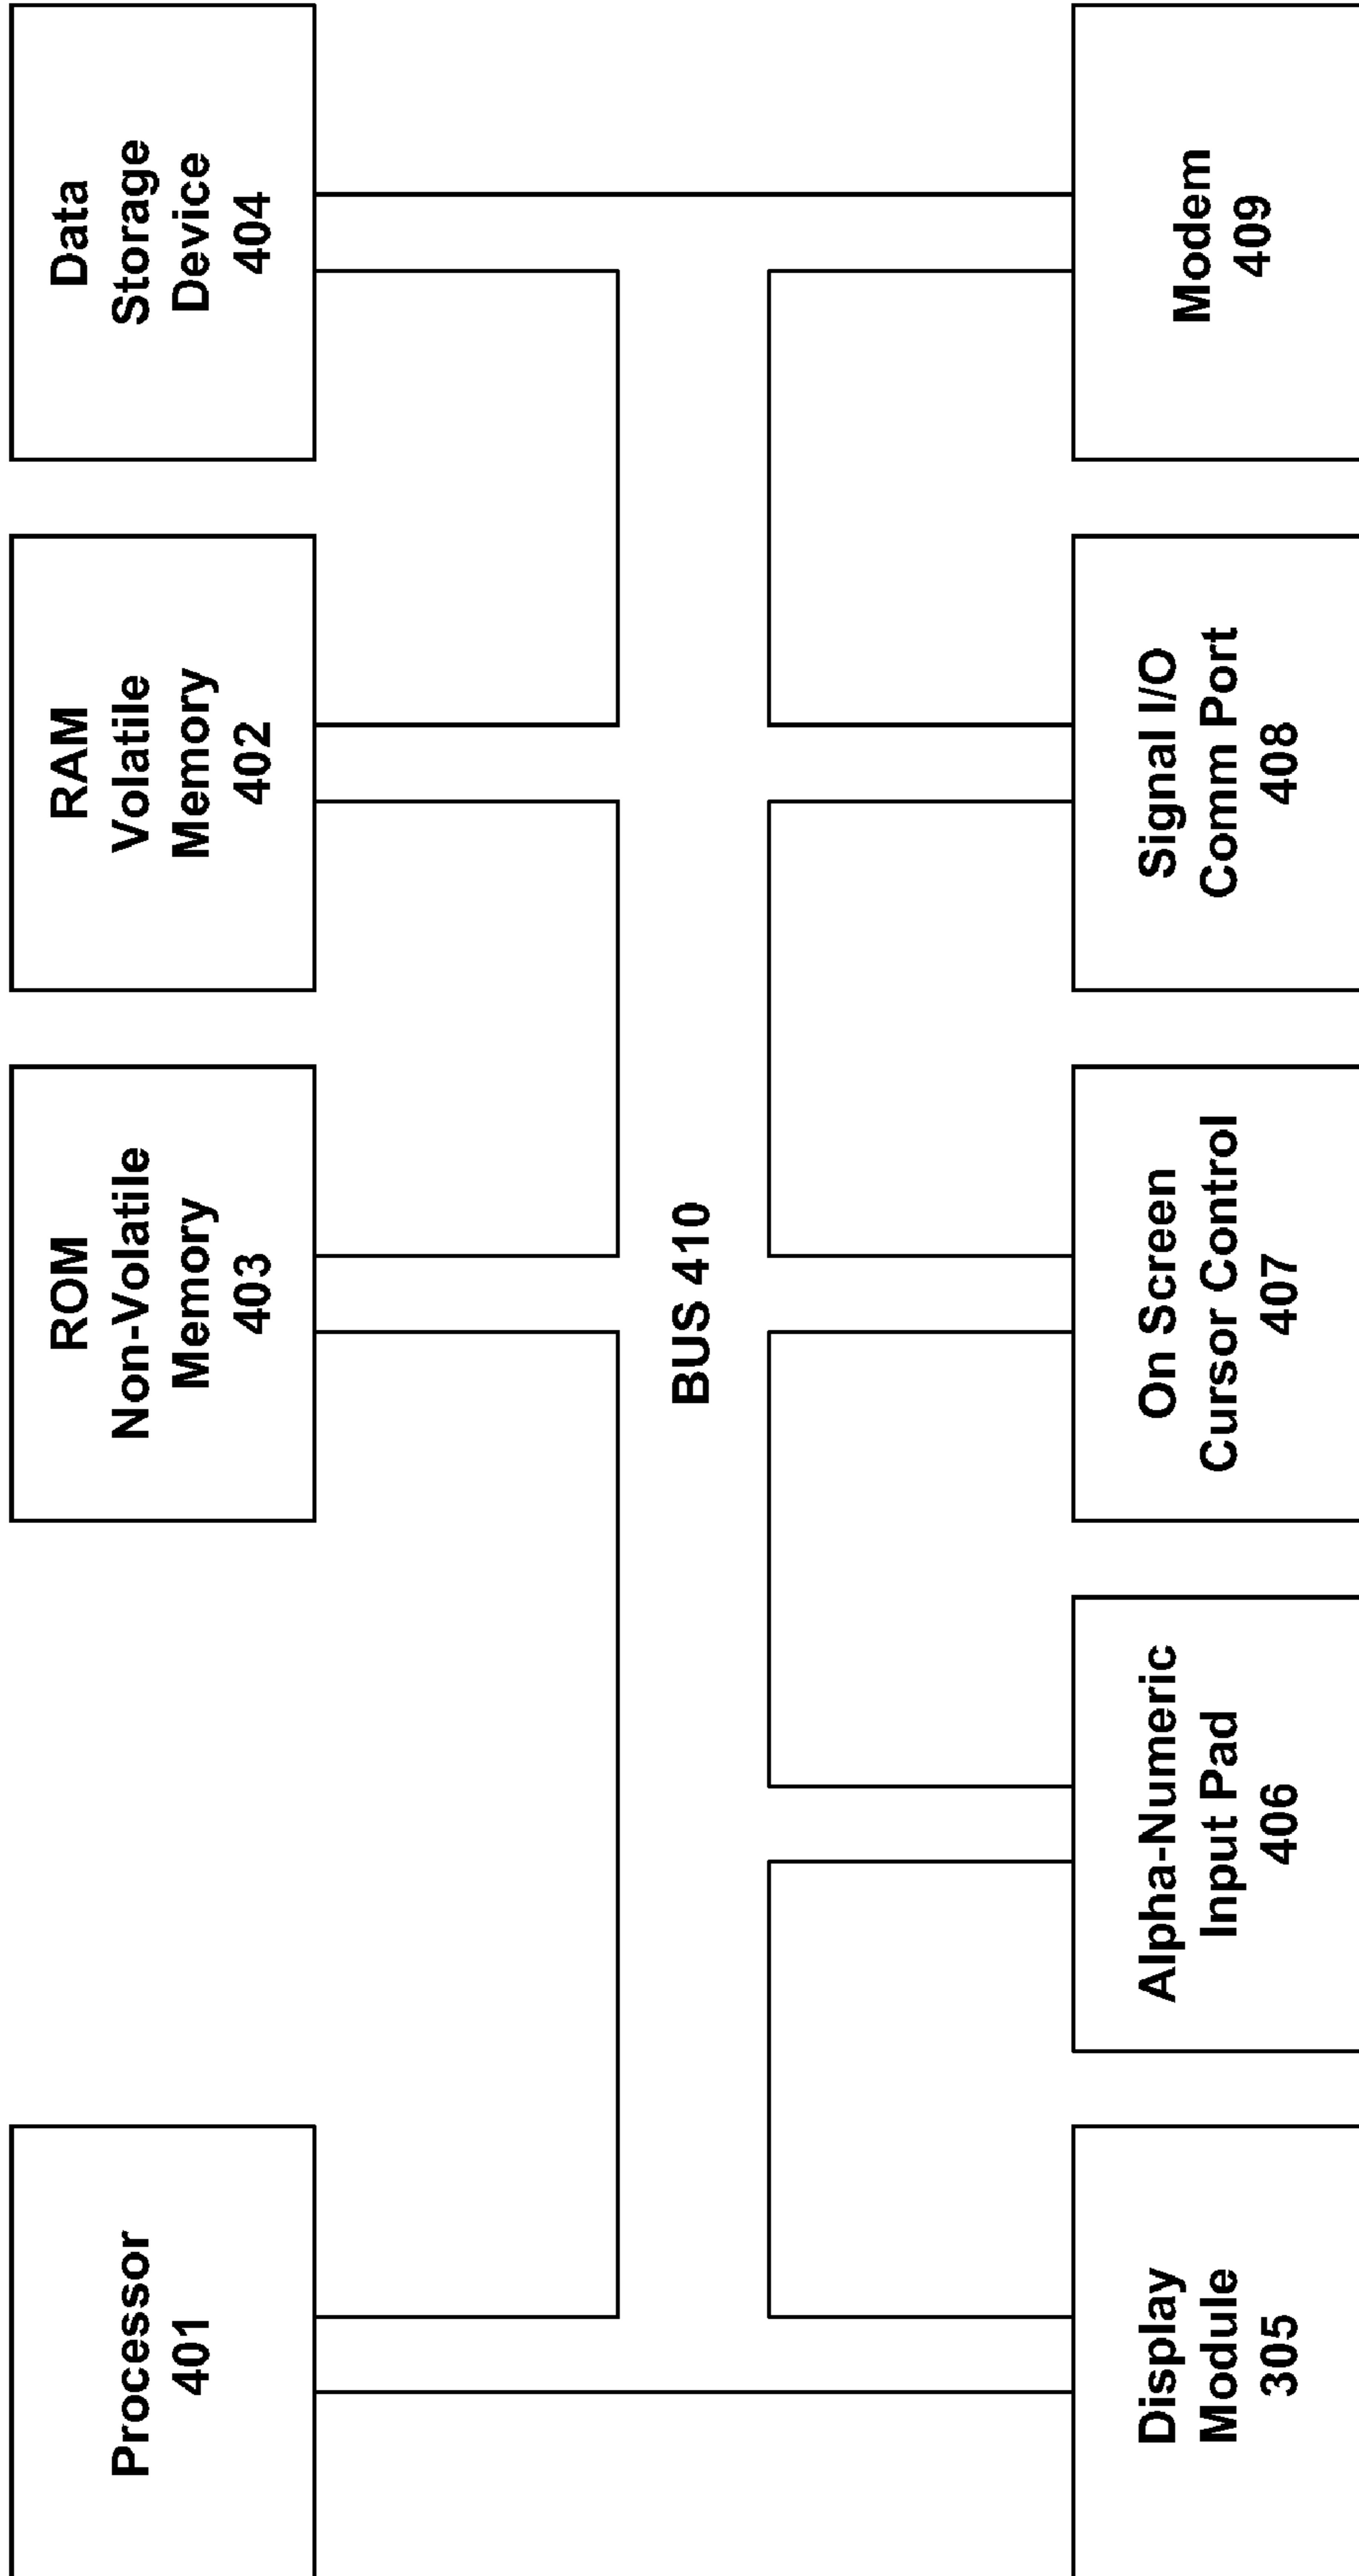 Processor
401
ROM
Non-Volatile
Memory
403
RAM
Volatile
Memory
402
Data
Storage
Device
404
BUS 410
Display
Module
305
Alpha-Numeric
Input Pad
406
On Screen
Cursor Control
407
Signal I/O
Comm Port
408
Modem
409